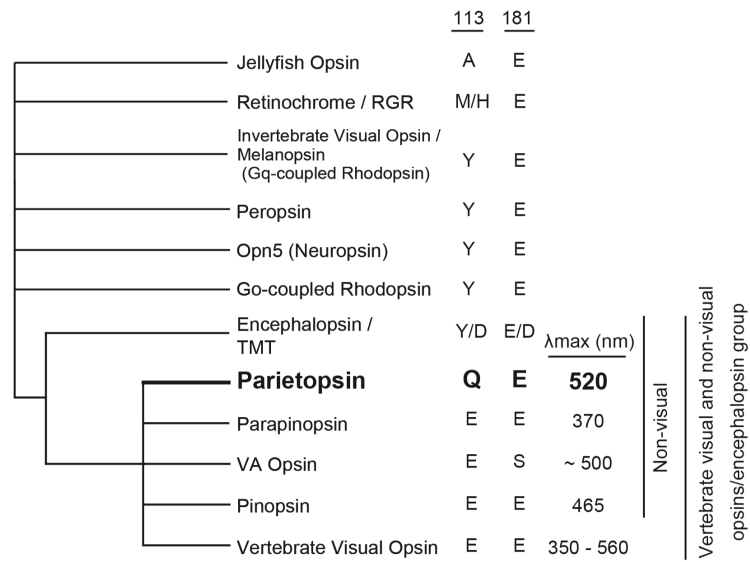 113 181
Jellyfish Opsin A E
Retinochrome / RGR M/H E
Invertebrate Visual Opsin /
Melanopsin
(Gq-coupled Rhodopsin) Y E
Peropsin Y E
Opn5 (Neuropsin) Y E
Go-coupled Rhodopsin Y E
Encephalopsin /
TMT Y/D E/D λmax (nm)
Parietopsin Q E 520
Parapinopsin E E 370
VA Opsin E S ~ 500
Pinopsin E E 465
Vertebrate Visual Opsin E E 350 - 560
Non-visual
Vertebrate visual and non-visual
opsins/encephalopsin group